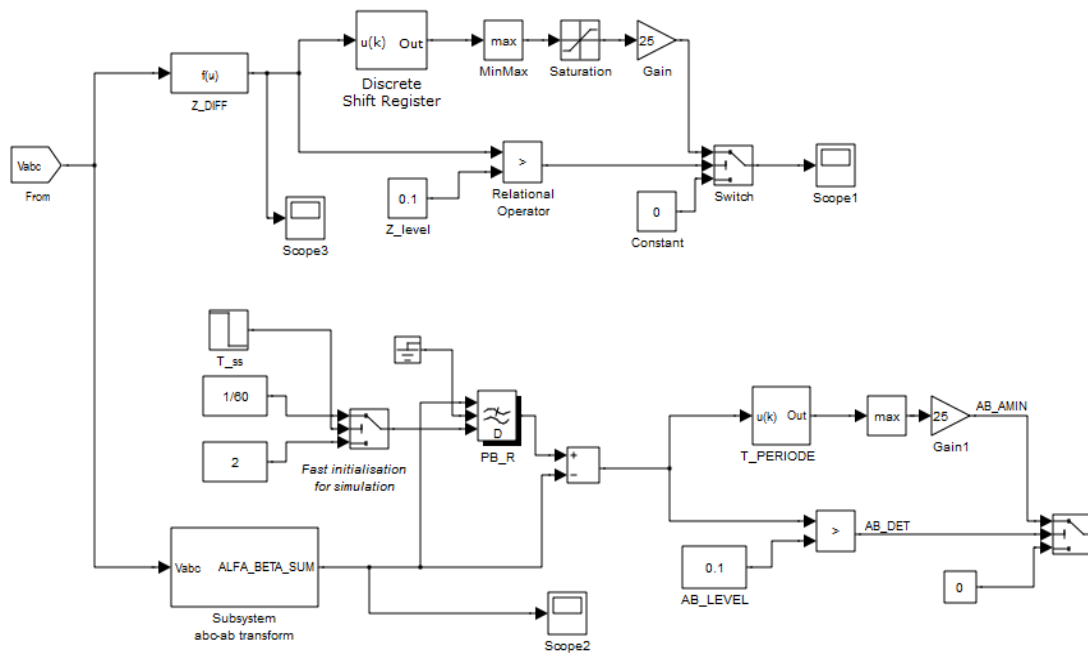 u(k) Out
Discrete
Shift Register
max
MinMax
Saturation
25
Gain
f(u)
Z_DIFF
Vabc
From
>
Relational
Operator
0.1
Z_level
0
Constant
Switch
Scope1
Scope3
T_ss
1/60
2
Fast initialisation
for simulation
D
PB_R
+
−
u(k) Out
T_PERIODE
max
25
Gain1
AB_AMIN
>
AB_DET
0.1
AB_LEVEL
0
Vabc ALFA_BETA_SUM
Subsystem
abc-ab transform
Scope2